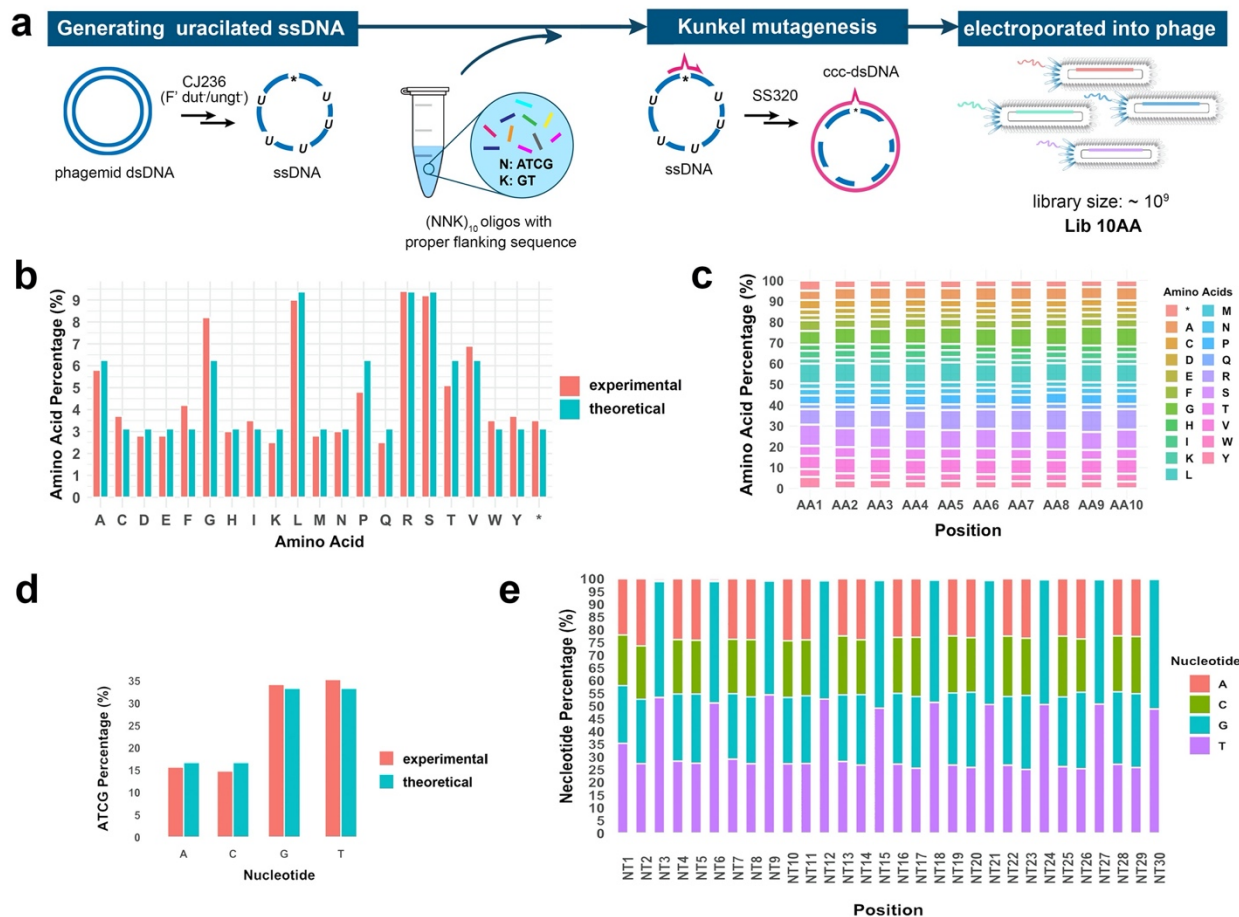 a
Generating uracilated ssDNA
Kunkel mutagenesis
electroporated into phage
CJ236
(F' dut⁻/ungt⁻)
*
U
U
U
U
U
phagemid dsDNA
ssDNA
N: ATCG
K: GT
(NNK)₁₀ oligos with
proper flanking sequence
*
U
U
U
U
U
ssDNA
SS320
ccc-dsDNA
*
library size: ~ 10⁹
Lib 10AA
b
Amino Acid Percentage (%)
9
8
7
6
5
4
3
2
1
0
A C D E F G H I K L M N P Q R S T V W Y *
Amino Acid
experimental
theoretical
c
Amino Acid Percentage (%)
100
90
80
70
60
50
40
30
20
10
0
AA1 AA2 AA3 AA4 AA5 AA6 AA7 AA8 AA9 AA10
Position
Amino Acids
* M
A N
C P
D Q
E R
F S
G T
H V
I W
K Y
L
d
ATCG Percentage (%)
35
30
25
20
15
10
5
0
A C G T
Nucleotide
experimental
theoretical
e
Necleotide Percentage (%)
100
95
90
85
80
75
70
65
60
55
50
45
40
35
30
25
20
15
10
5
0
NT1 NT2 NT3 NT4 NT5 NT6 NT7 NT8 NT9 NT10 NT11 NT12 NT13 NT14 NT15 NT16 NT17 NT18 NT19 NT20 NT21 NT22 NT23 NT24 NT25 NT26 NT27 NT28 NT29 NT30
Position
Nucleotide
A
C
G
T